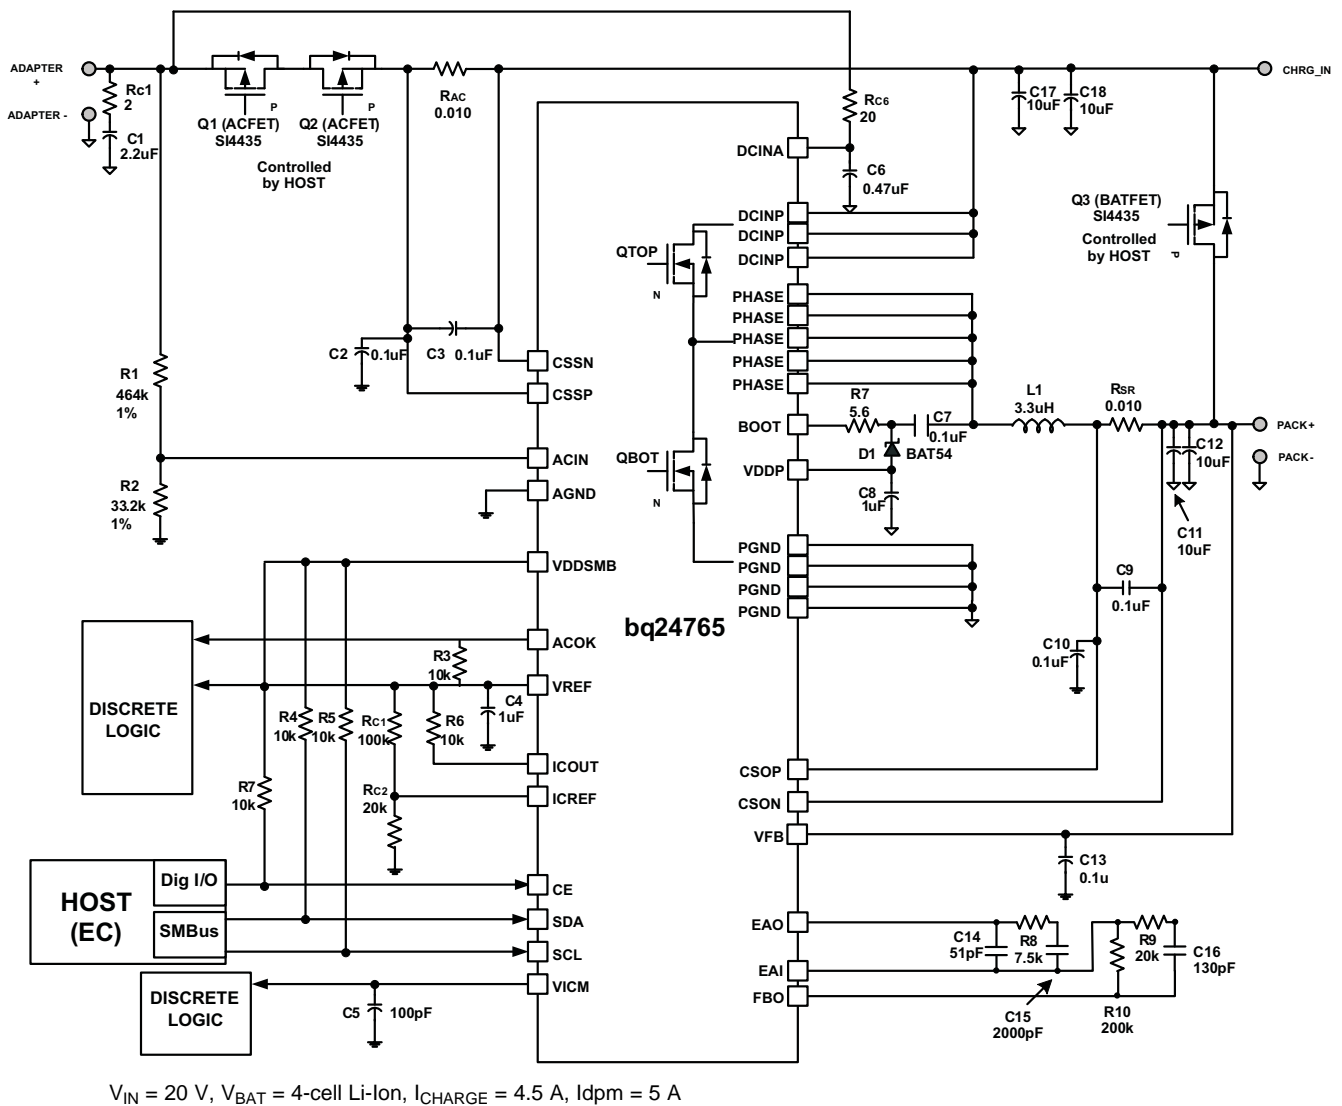 ADAPTER
+
ADAPTER -
RC1
2
C1
2.2uF
Q1 (ACFET)
SI4435
P
Q2 (ACFET)
SI4435
P
Controlled
by HOST
RAC
0.010
RC6
20
C6
0.47uF
C17
10uF
C18
10uF
CHRG_IN
Q3 (BATFET)
SI4435
Controlled
by HOST
P
R1
464k
1%
R2
33.2k
1%
C2
0.1uF
C3
0.1uF
CSSN
CSSP
ACIN
AGND
VDDSMB
ACOK
VREF
ICOUT
ICREF
CE
SDA
SCL
VICM
DCINA
DCINP
DCINP
DCINP
PHASE
PHASE
PHASE
PHASE
PHASE
BOOT
VDDP
PGND
PGND
PGND
PGND
CSOP
CSON
VFB
EAO
EAI
FBO
QTOP
N
QBOT
N
bq24765
R7
5.6
C7
0.1uF
D1
BAT54
C8
1uF
L1
3.3uH
RSR
0.010
C12
10uF
C11
10uF
PACK+
PACK-
C9
0.1uF
C10
0.1uF
C13
0.1u
C14
51pF
R8
7.5k
C15
2000pF
R9
20k
C16
130pF
R10
200k
DISCRETE
LOGIC
R3
10k
C4
1uF
R4
10k
R5
10k
RC1
100k
R6
10k
R7
10k
RC2
20k
HOST
(EC)
Dig I/O
SMBus
DISCRETE
LOGIC
C5
100pF
VIN = 20 V, VBAT = 4-cell Li-Ion, ICHARGE = 4.5 A, Idpm = 5 A